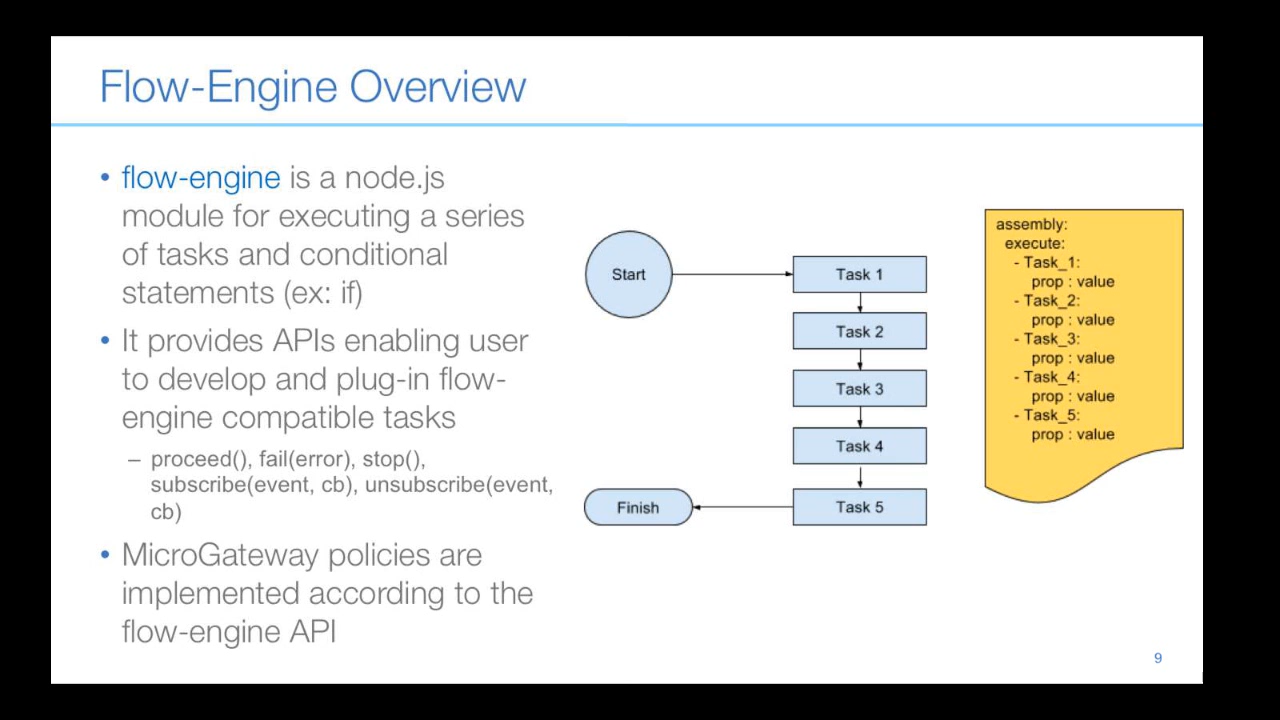 Flow-Engine Overview
• flow-engine is a node.js
module for executing a series
of tasks and conditional
statements (ex: if)
• It provides APIs enabling user
to develop and plug-in flow-
engine compatible tasks
– proceed(), fail(error), stop(),
subscribe(event, cb), unsubscribe(event,
cb)
• MicroGateway policies are
implemented according to the
flow-engine API
Start
Task 1
Task 2
Task 3
Task 4
Task 5
Finish
assembly:
execute:
- Task_1:
prop : value
- Task_2:
prop : value
- Task_3:
prop : value
- Task_4:
prop : value
- Task_5:
prop : value
9